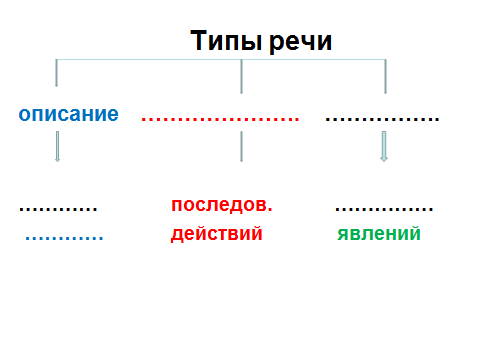 Типы речи
описание …………………. …………….
………… последов. ……………
………… действий явлений